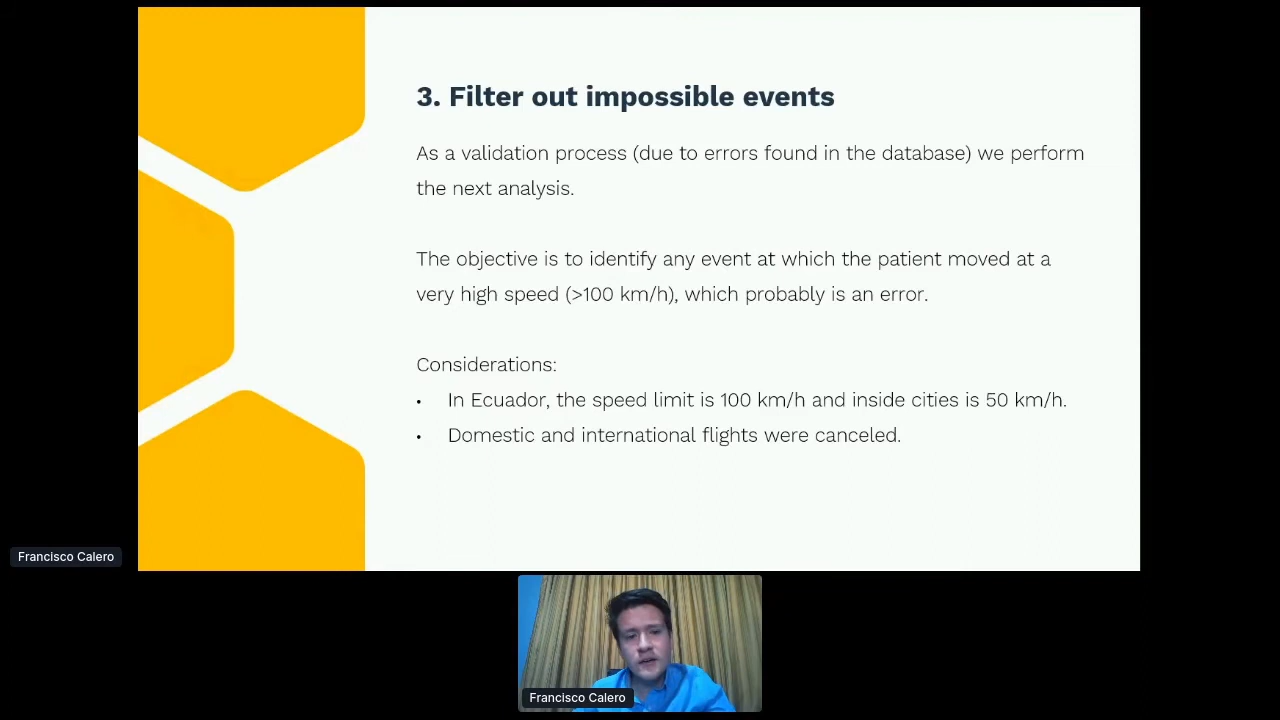 3. Filter out impossible events
As a validation process (due to errors found in the database) we perform
the next analysis.
The objective is to identify any event at which the patient moved at a
very high speed (>100 km/h), which probably is an error.
Considerations:
• In Ecuador, the speed limit is 100 km/h and inside cities is 50 km/h.
• Domestic and international flights were canceled.
Francisco Calero
Francisco Calero